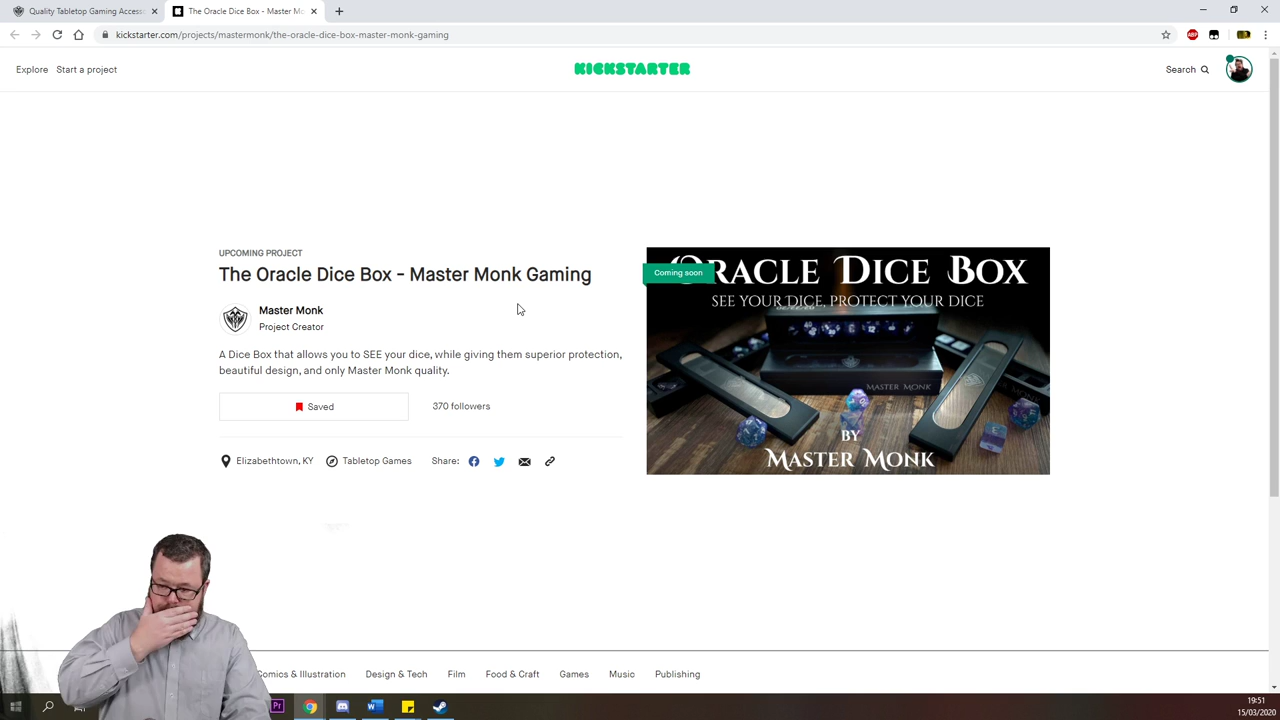 Quality Tabletop Gaming Access
The Oracle Dice Box - Master Mo
kickstarter.com/projects/mastermonk/the-oracle-dice-box-master-monk-gaming
ABP
Explore Start a project
KICKSTARTER
Search
UPCOMING PROJECT
The Oracle Dice Box - Master Monk Gaming
Master Monk
Project Creator
A Dice Box that allows you to SEE your dice, while giving them superior protection,
beautiful design, and only Master Monk quality.
Saved
370 followers
Elizabethtown, KY
Tabletop Games
Share:
Coming soon
ORACLE DICE BOX
SEE YOUR DICE, PROTECT YOUR DICE
MASTER MONK
BY
MASTER MONK
Comics & Illustration Design & Tech Film Food & Craft Games Music Publishing
Pr
19:51
15/03/2020